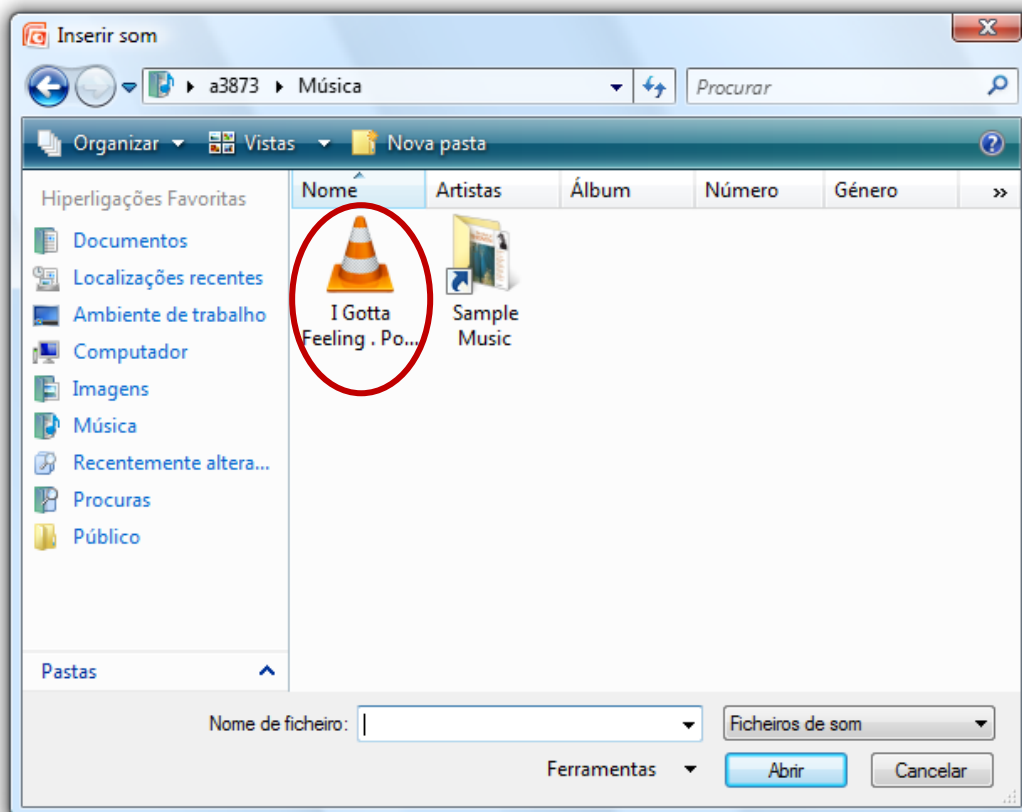 Inserir som
a3873 Música Procurar
Organizar Vistas Nova pasta
Hiperligações Favoritas
Documentos
Localizações recentes
Ambiente de trabalho
Computador
Imagens
Música
Recentemente altera...
Procuras
Público
Pastas
Nome Artistas Álbum Número Género »
I Gotta
Feeling . Po...
Sample
Music
Nome de ficheiro: Ficheiros de som
Ferramentas Abrir Cancelar